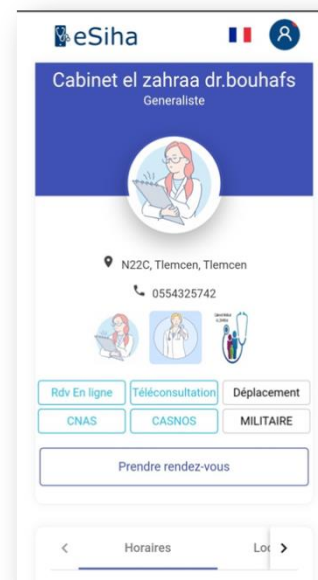 eSiha
Cabinet el zahraa dr.bouhafs
Generaliste
N22C, Tlemcen, Tlemcen
0554325742
Rdv En ligne
Téléconsultation
Déplacement
CNAS
CASNOS
MILITAIRE
Prendre rendez-vous
Horaires
Loc